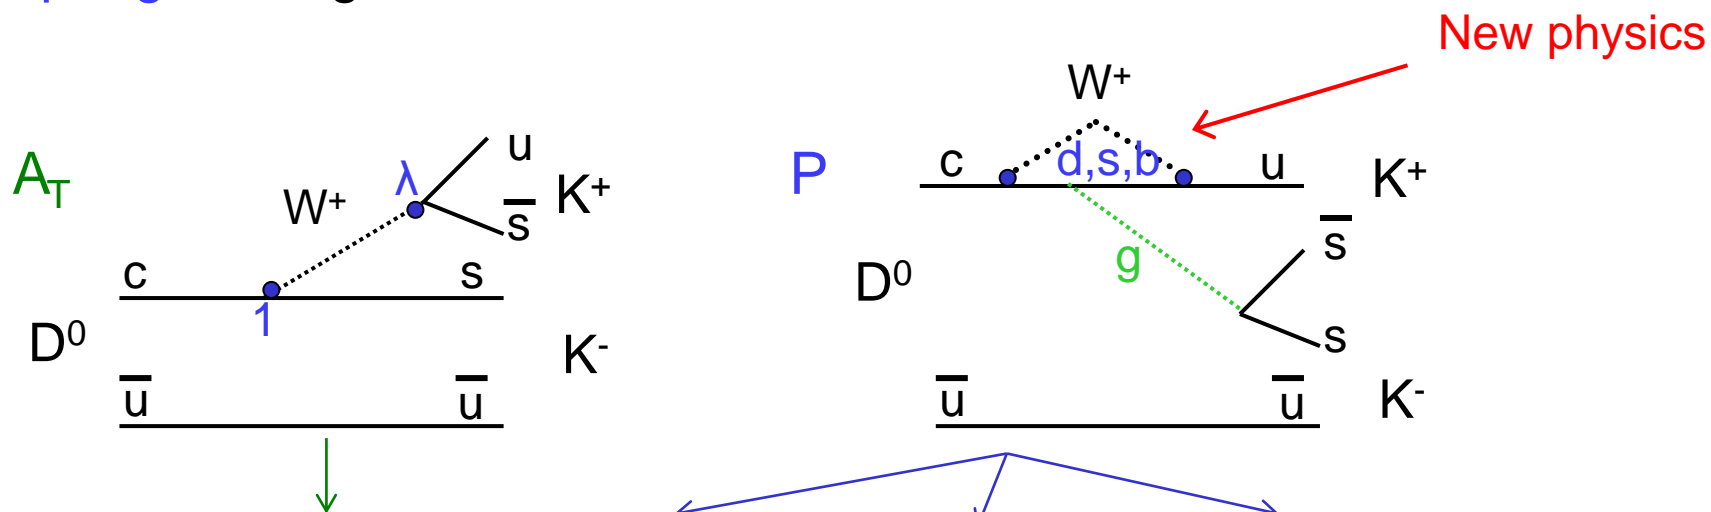 New physics
A_T
W⁺
λ
u
s̅
K⁺
c
s
1
D⁰
K⁻
u̅
u̅
P
W⁺
c
d,s,b
u
K⁺
s̅
g
D⁰
s
u̅
u̅
K⁻